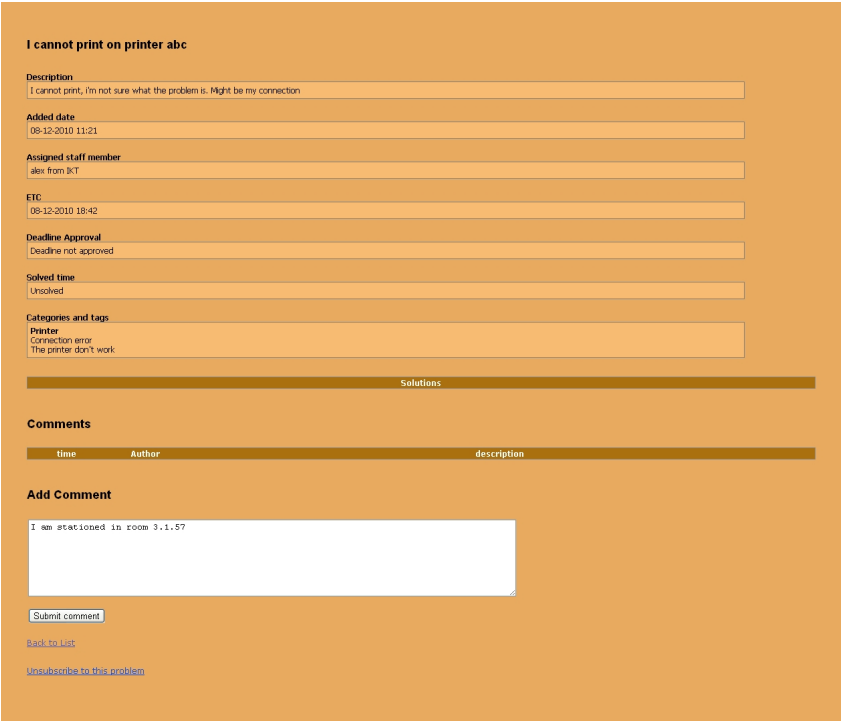 I cannot print on printer abc
Description
I cannot print, i'm not sure what the problem is. Might be my connection
Added date
08-12-2010 11:21
Assigned staff member
alex from IKT
ETC
08-12-2010 18:42
Deadline Approval
Deadline not approved
Solved time
Unsolved
Categories and tags
Printer
Connection error
The printer don't work
Solutions
Comments
time Author description
Add Comment
I am stationed in room 3.1.57
Submit comment
Back to List
Unsubscribe to this problem